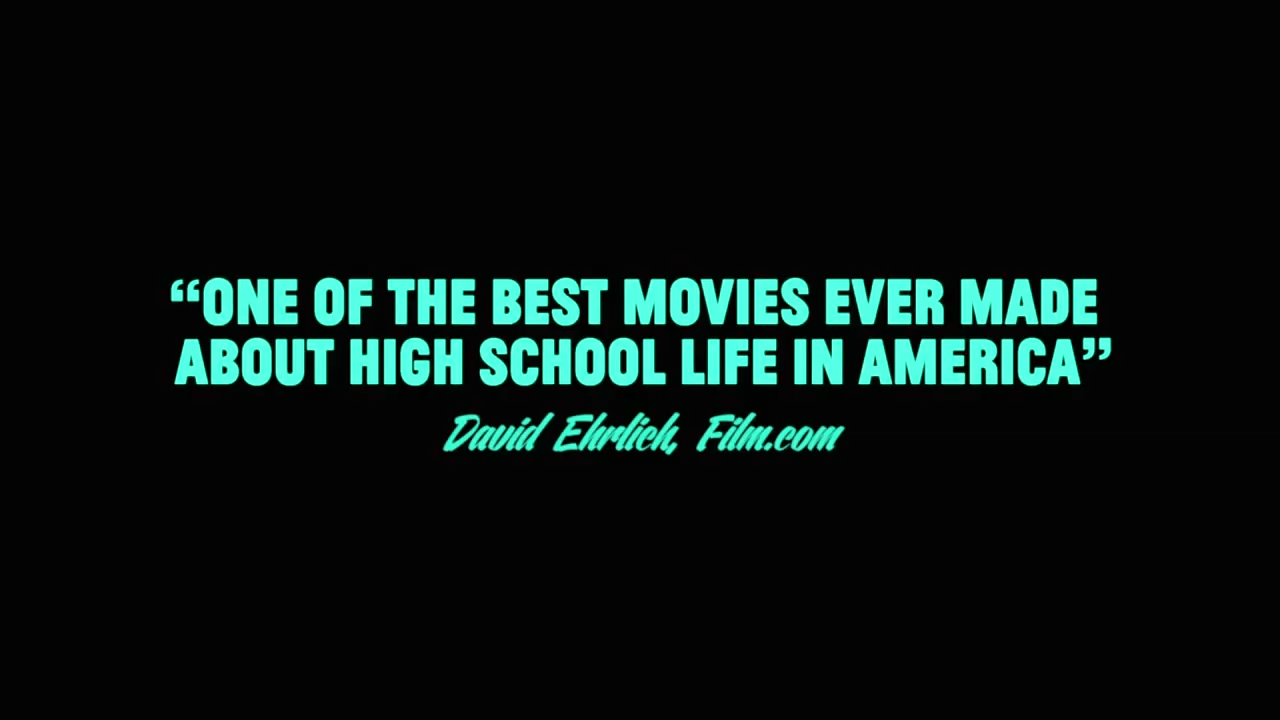 “ONE OF THE BEST MOVIES EVER MADE
ABOUT HIGH SCHOOL LIFE IN AMERICA”
David Ehrlich, Film.com